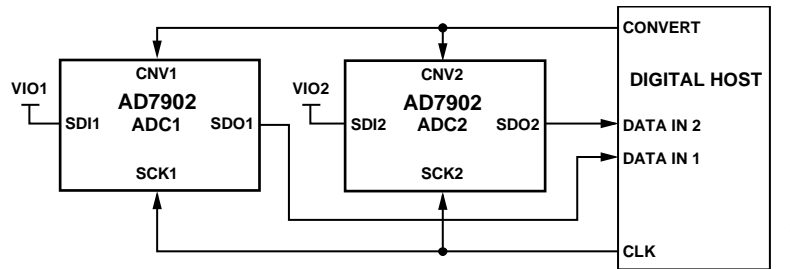 CONVERT
CNV1
CNV2
DIGITAL HOST
VIO1
VIO2
AD7902
AD7902
SDI1
ADC1
SDO1
SDI2
ADC2
SDO2
DATA IN 2
DATA IN 1
SCK1
SCK2
CLK